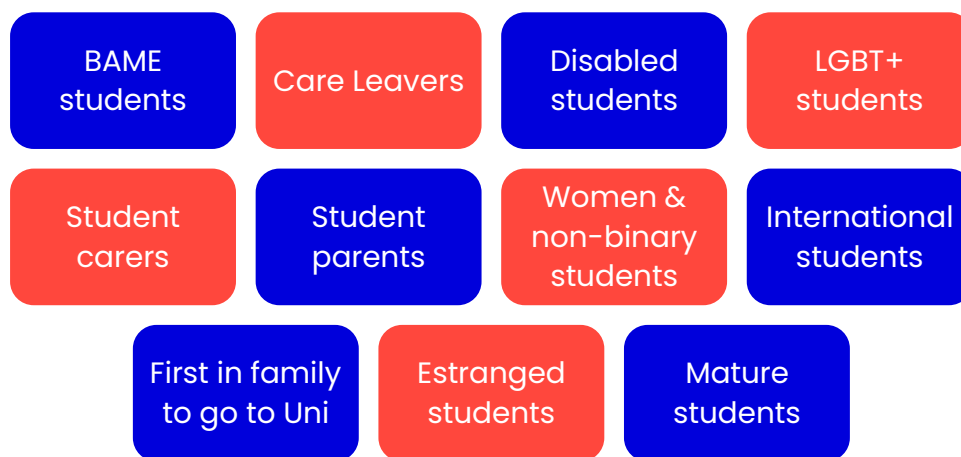 BAME
students
Care Leavers
Disabled
students
LGBT+
students
Student
carers
Student
parents
Women &
non-binary
students
International
students
First in family
to go to Uni
Estranged
students
Mature
students